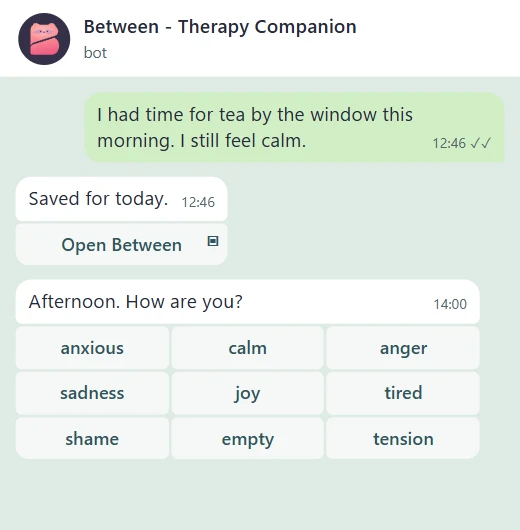 Between - Therapy Companion
bot
I had time for tea by the window this
morning. I still feel calm. 12:46
Saved for today. 12:46
Open Between
Afternoon. How are you? 14:00
anxious calm anger
sadness joy tired
shame empty tension